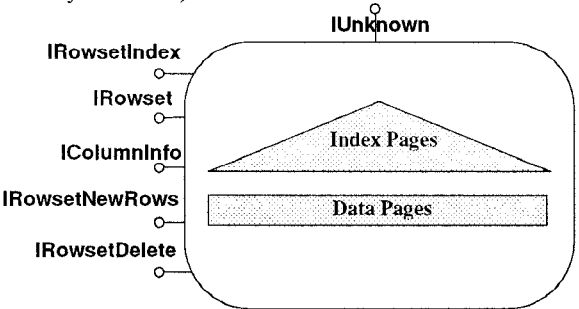 IUnknown
IRowsetIndex
IRowset
IColumnInfo
IRowsetNewRows
IRowsetDelete
Index Pages
Data Pages